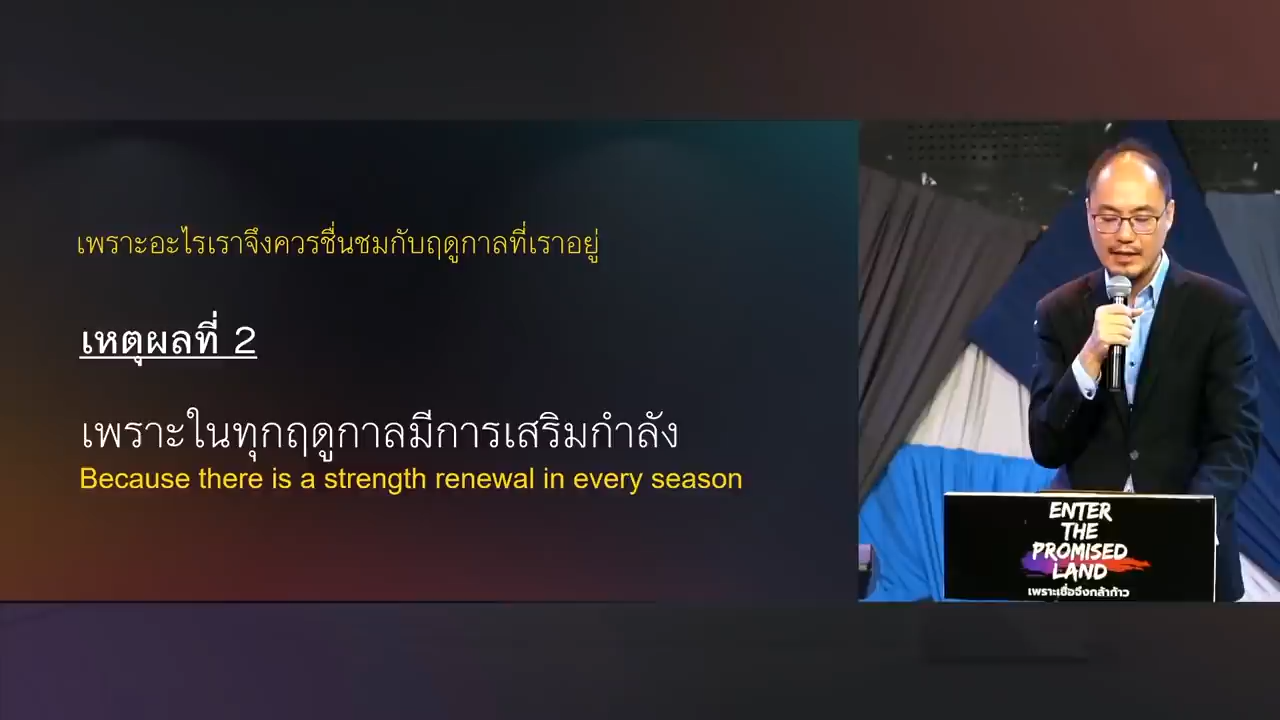 เพราะอะไรเราจึงควรชื่นชมกับฤดูกาลที่เราอยู่
เหตุผลที่ 2
เพราะในทุกฤดูกาลมีการเสริมกำลัง
Because there is a strength renewal in every season
ENTER
THE
PROMISED
LAND
เพราะเชื่อจึงกล้าก้าว